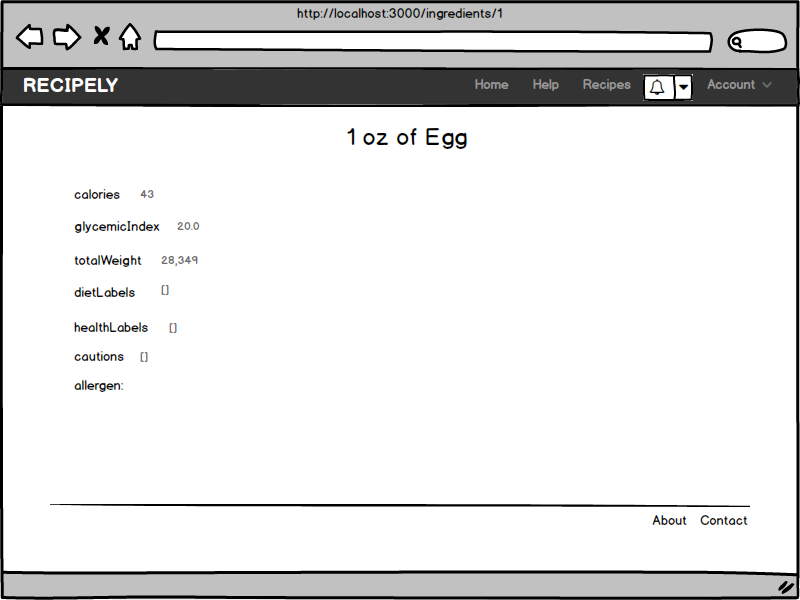 http://localhost:3000/ingredients/1
RECIPELY Home Help Recipes Account
1 oz of Egg
calories 43
glycemicIndex 20.0
totalWeight 28,349
dietLabels []
healthLabels []
cautions []
allergen:
About Contact